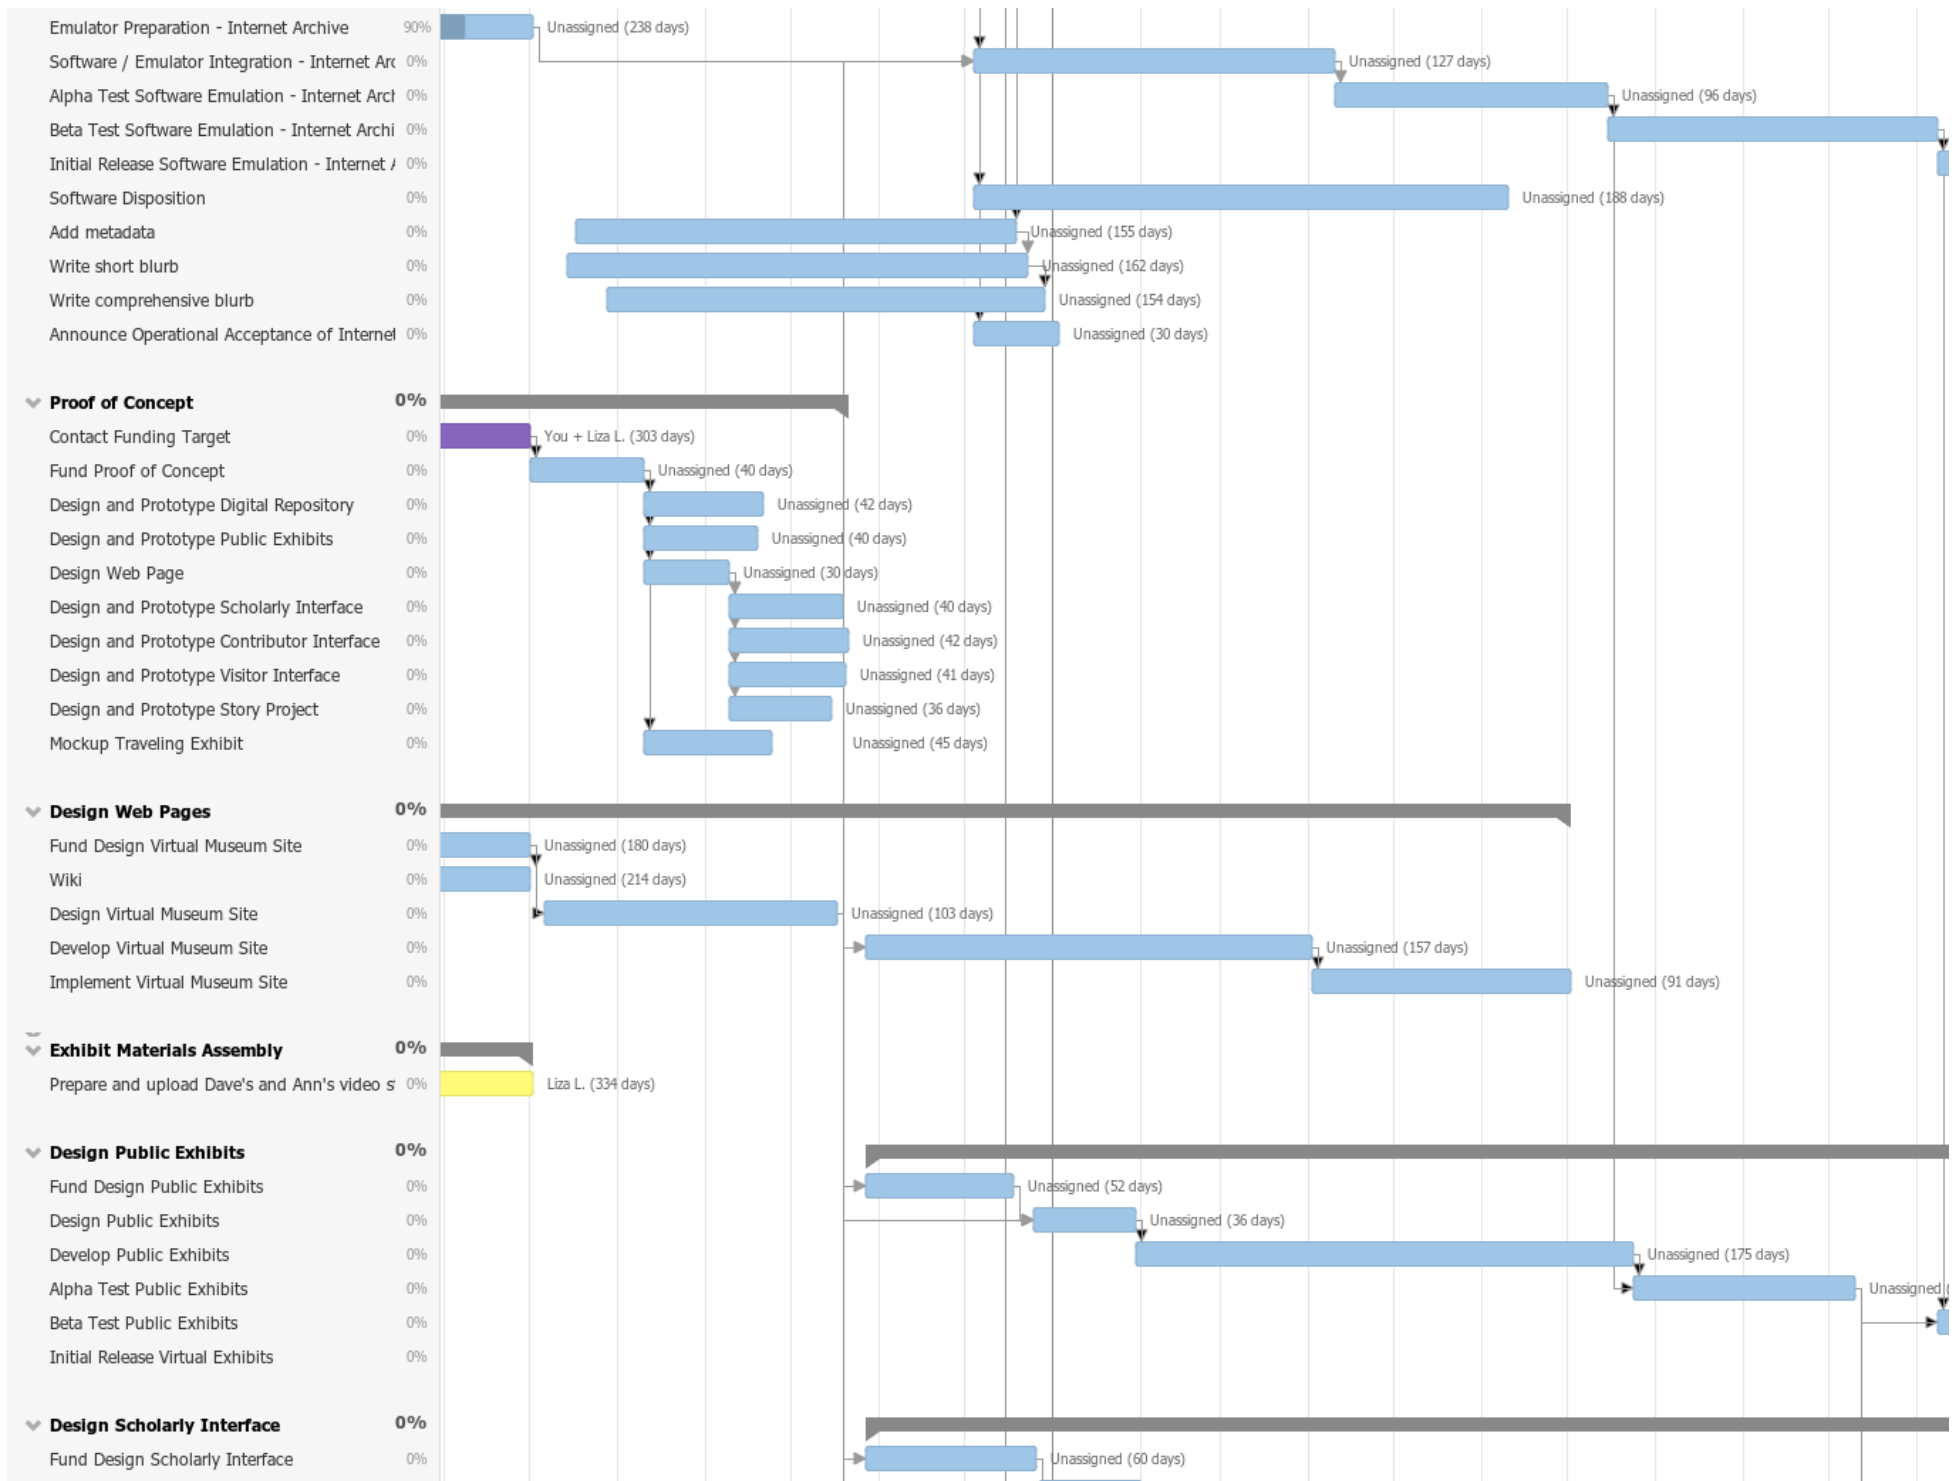 Emulator Preparation - Internet Archive 90% Unassigned (238 days)
Software / Emulator Integration - Internet Arc 0% Unassigned (127 days)
Alpha Test Software Emulation - Internet Arch 0% Unassigned (96 days)
Beta Test Software Emulation - Internet Archi 0%
Initial Release Software Emulation - Internet A 0%
Software Disposition 0% Unassigned (188 days)
Add metadata 0% Unassigned (155 days)
Write short blurb 0% Unassigned (162 days)
Write comprehensive blurb 0% Unassigned (154 days)
Announce Operational Acceptance of Internet 0% Unassigned (30 days)
Proof of Concept 0%
Contact Funding Target 0% You + Liza L. (303 days)
Fund Proof of Concept 0% Unassigned (40 days)
Design and Prototype Digital Repository 0% Unassigned (42 days)
Design and Prototype Public Exhibits 0% Unassigned (40 days)
Design Web Page 0% Unassigned (30 days)
Design and Prototype Scholarly Interface 0% Unassigned (40 days)
Design and Prototype Contributor Interface 0% Unassigned (42 days)
Design and Prototype Visitor Interface 0% Unassigned (41 days)
Design and Prototype Story Project 0% Unassigned (36 days)
Mockup Traveling Exhibit 0% Unassigned (45 days)
Design Web Pages 0%
Fund Design Virtual Museum Site 0% Unassigned (180 days)
Wiki 0% Unassigned (214 days)
Design Virtual Museum Site 0% Unassigned (103 days)
Develop Virtual Museum Site 0% Unassigned (157 days)
Implement Virtual Museum Site 0% Unassigned (91 days)
Exhibit Materials Assembly 0%
Prepare and upload Dave's and Ann's video s 0% Liza L. (334 days)
Design Public Exhibits 0%
Fund Design Public Exhibits 0% Unassigned (52 days)
Design Public Exhibits 0% Unassigned (36 days)
Develop Public Exhibits 0% Unassigned (175 days)
Alpha Test Public Exhibits 0% Unassigned (
Beta Test Public Exhibits 0%
Initial Release Virtual Exhibits 0%
Design Scholarly Interface 0%
Fund Design Scholarly Interface 0% Unassigned (60 days)